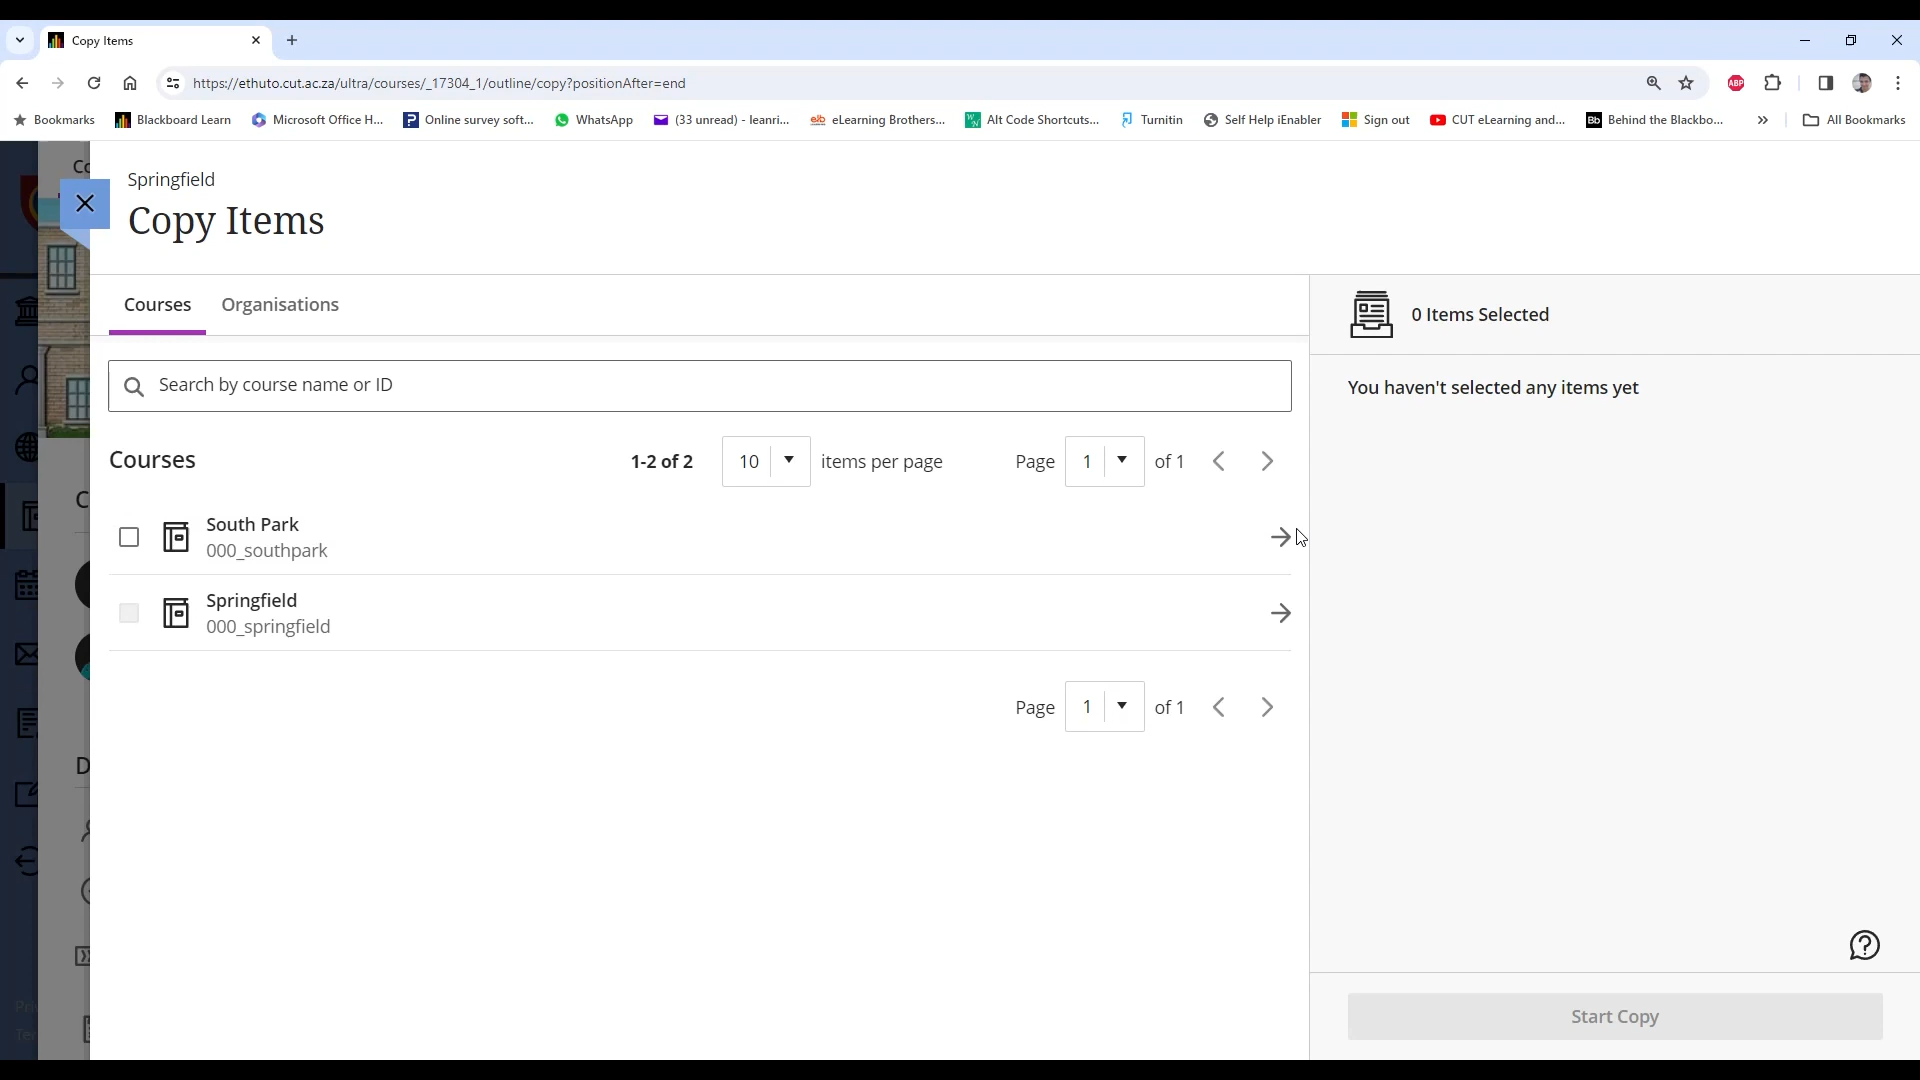 Copy Items
https://ethuto.cut.ac.za/ultra/courses/_17304_1/outline/copy?positionAfter=end
ABP
Bookmarks Blackboard Learn Microsoft Office H... Online survey soft... WhatsApp (33 unread) - leanri... elb eLearning Brothers... Alt Code Shortcuts... Turnitin Self Help iEnabler Sign out CUT eLearning and... Bb Behind the Blackbo... All Bookmarks
Springfield
Copy Items
Courses Organisations
0 Items Selected
Search by course name or ID
You haven't selected any items yet
Courses 1-2 of 2 10 items per page Page 1 of 1
South Park
000_southpark
Springfield
000_springfield
Page 1 of 1
Start Copy